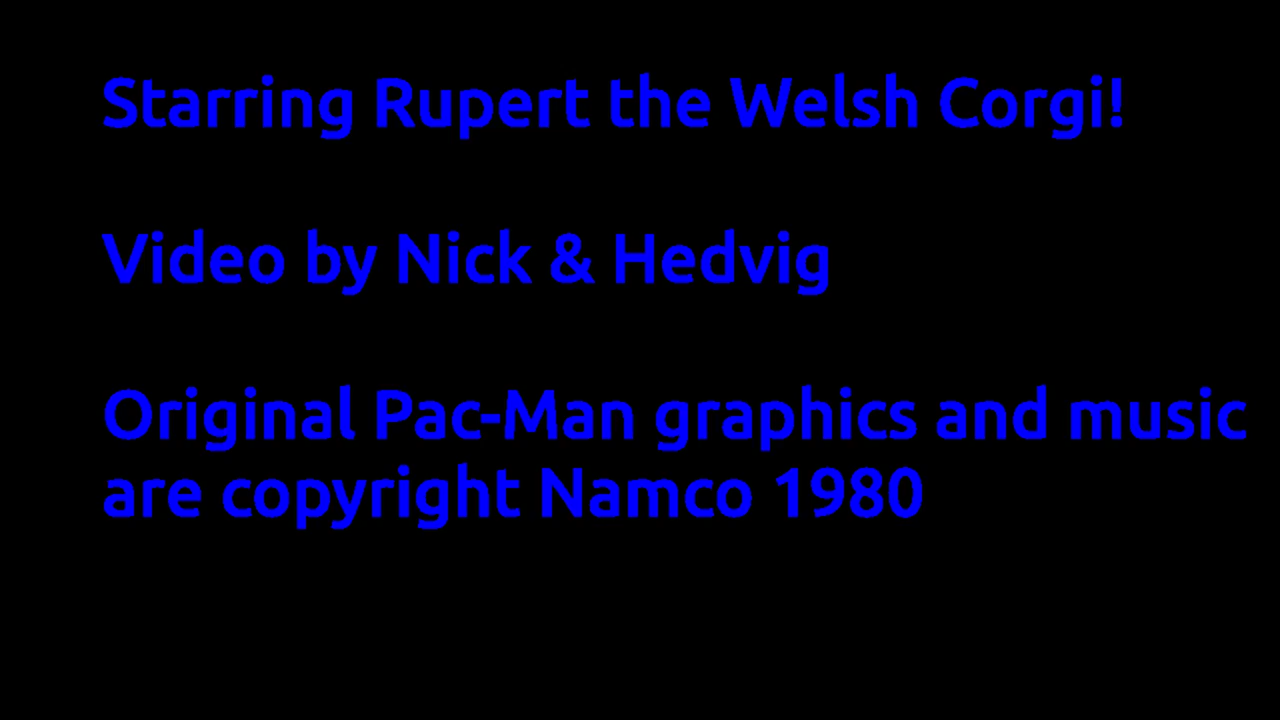 Starring Rupert the Welsh Corgi!
Video by Nick & Hedvig
Original Pac-Man graphics and music
are copyright Namco 1980